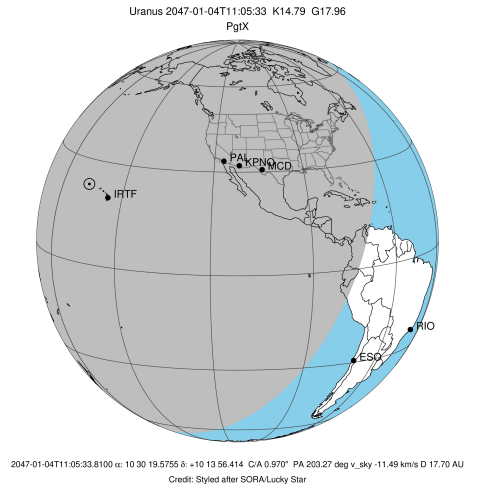 Uranus 2047-01-04T11:05:33  K14.79  G17.96
PgtX
PAL
KPNO
MCD
IRTF
RIO
ESO
2047-01-04T11:05:33.8100 α: 10 30 19.5755 δ: +10 13 56.414  C/A 0.970"  PA 203.27 deg v_sky -11.49 km/s D 17.70 AU
Credit: Styled after SORA/Lucky Star